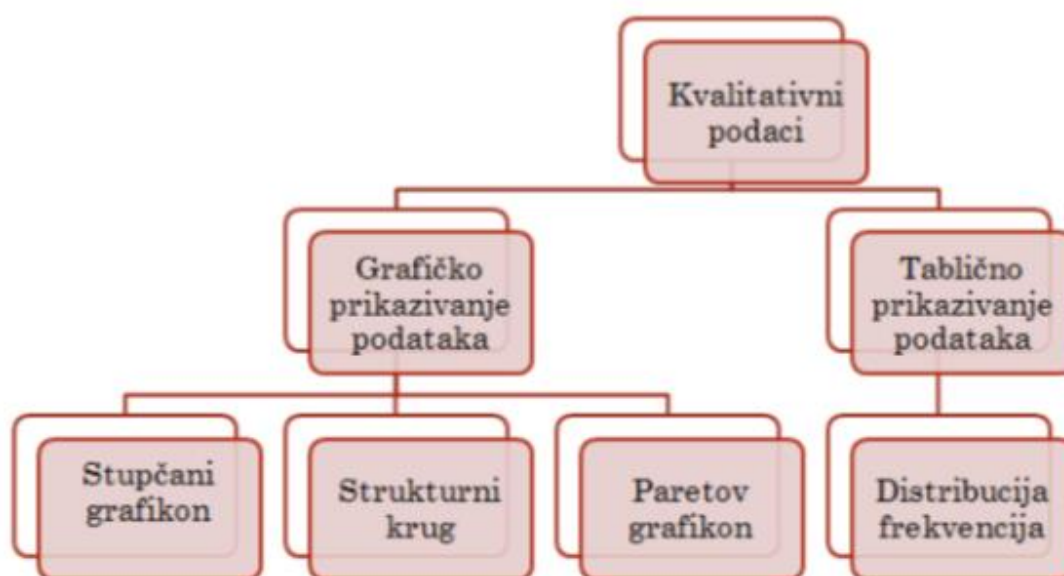 Kvalitativni
podaci
Grafičko
prikazivanje
podataka
Tablično
prikazivanje
podataka
Stupčani
grafikon
Strukturni
krug
Paretov
grafikon
Distribucija
frekvencija